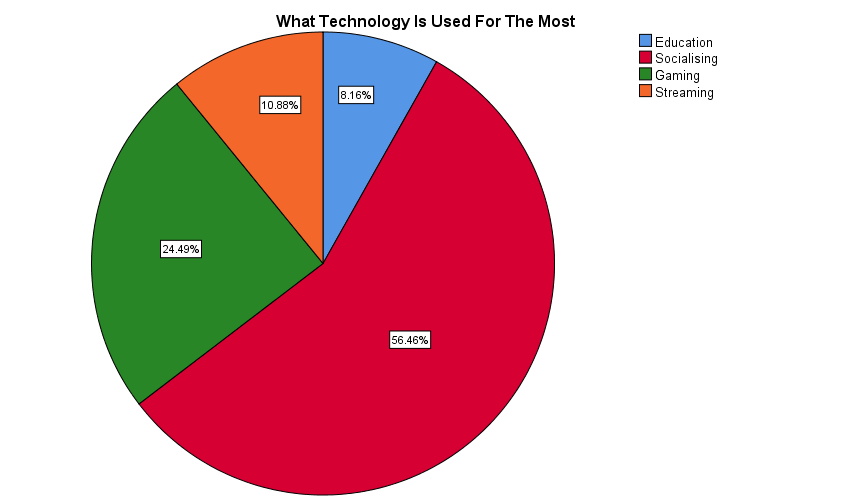 What Technology Is Used For The Most
Education
Socialising
Gaming
Streaming
10.88%
8.16%
24.49%
56.46%